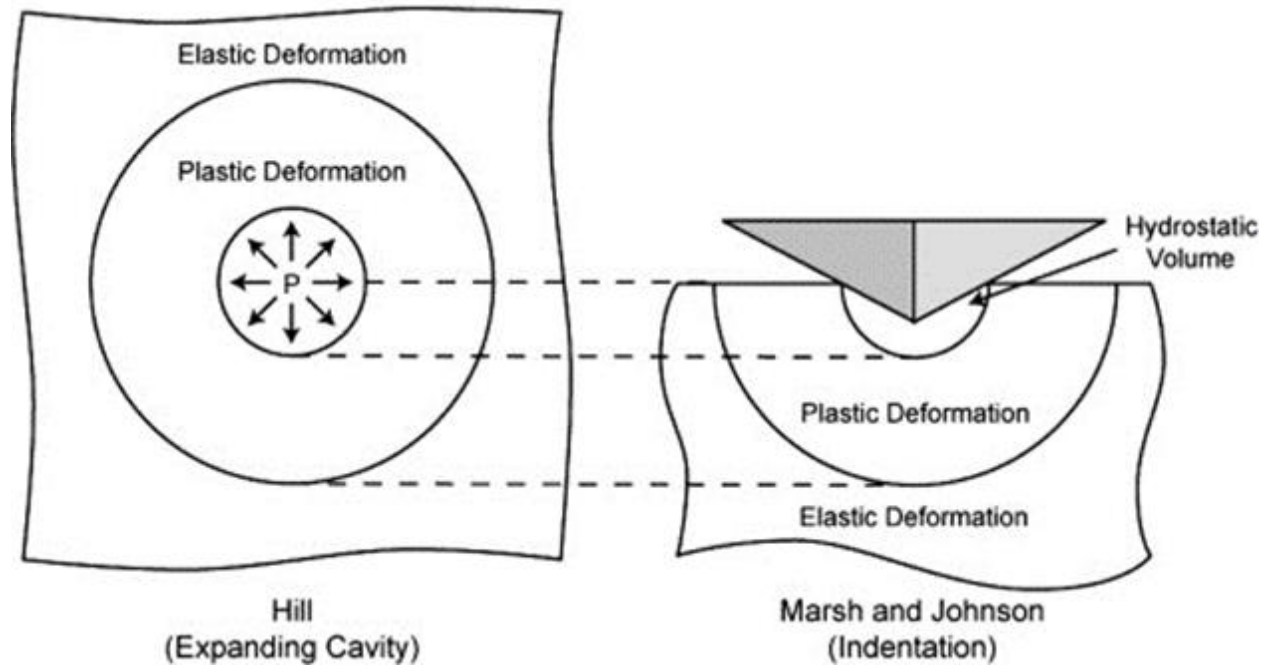 Elastic Deformation
Plastic Deformation
P
Hill
(Expanding Cavity)
Hydrostatic
Volume
Plastic Deformation
Elastic Deformation
Marsh and Johnson
(Indentation)